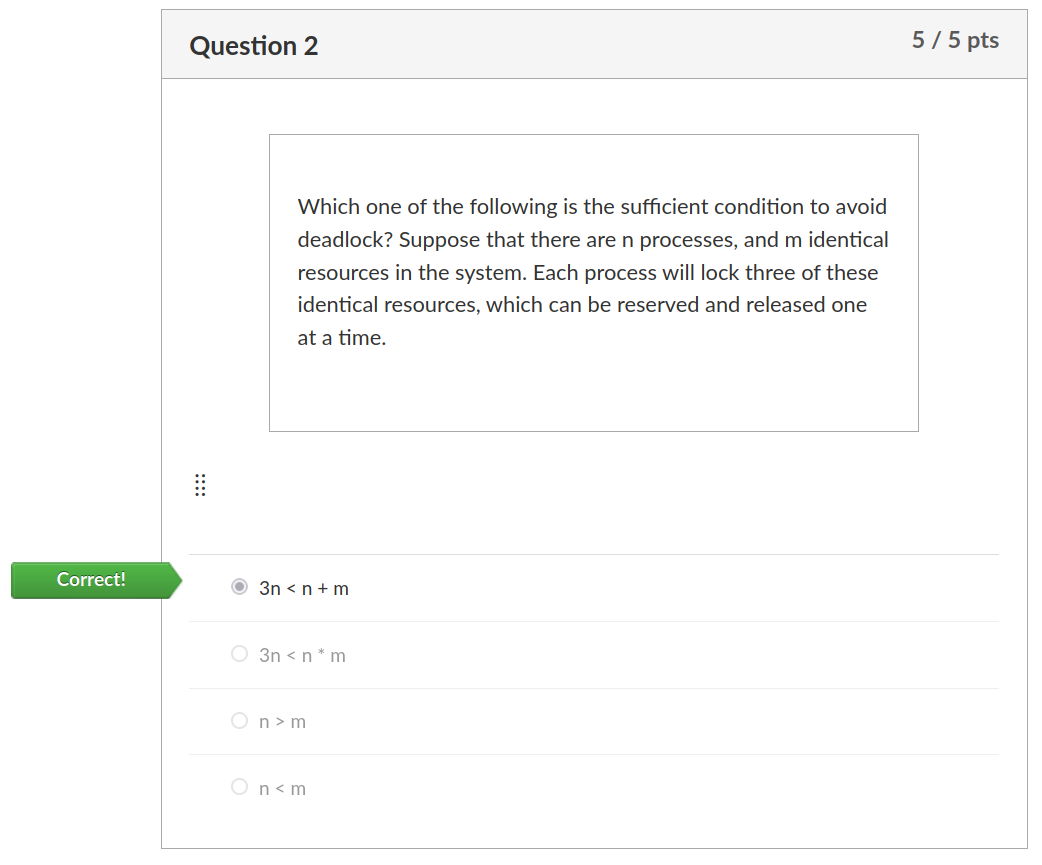 Question 2
5 / 5 pts
Which one of the following is the sufficient condition to avoid
deadlock? Suppose that there are n processes, and m identical
resources in the system. Each process will lock three of these
identical resources, which can be reserved and released one
at a time.
Correct!
3n < n + m
3n < n * m
n > m
n < m